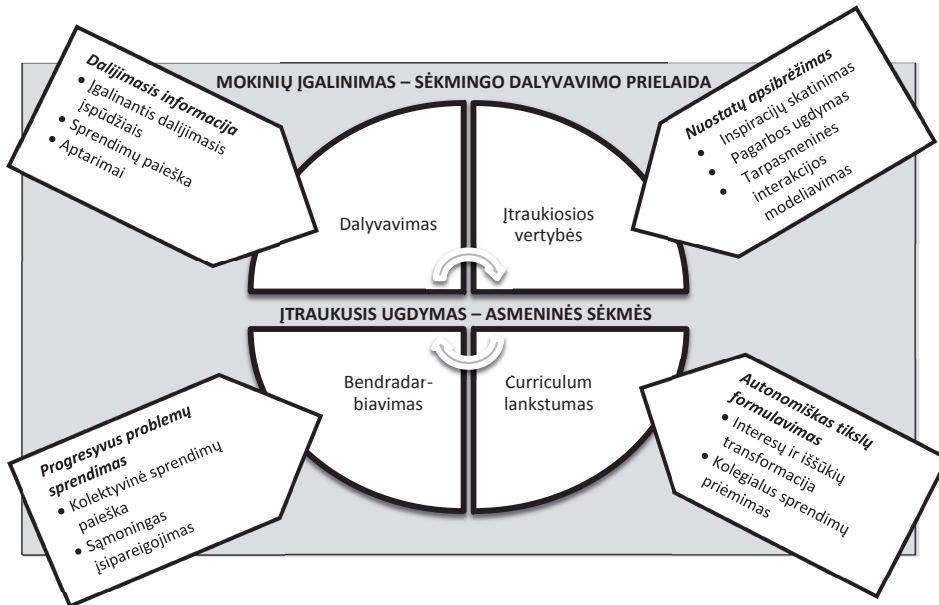 MOKINIŲ ĮGALINIMAS – SĖKMINGO DALYVAVIMO PRIELAIDA
Dalijimasis informacija
• Įgalinantis dalijimasis
įspūdžiais
• Sprendimų paieška
• Aptarimai
Nuostatų apsibrėžimas
• Inspiracijų skatinimas
• Pagarbos ugdymas
• Tarpasmeninės
interakcijos
modeliavimas
Dalyvavimas
Įtraukiosios
vertybės
ĮTRAUKUSIS UGDYMAS – ASMENINĖS SĖKMĖS
Bendradar-
biavimas
Curriculum
lankstumas
Progresyvus problemų
sprendimas
• Kolektyvinė sprendimų
paieška
• Sąmoningas
įsipareigojimas
Autonomiškas tikslų
formulavimas
• Interesų ir iššūkių
transformacija
• Kolegialus sprendimų
priėmimas